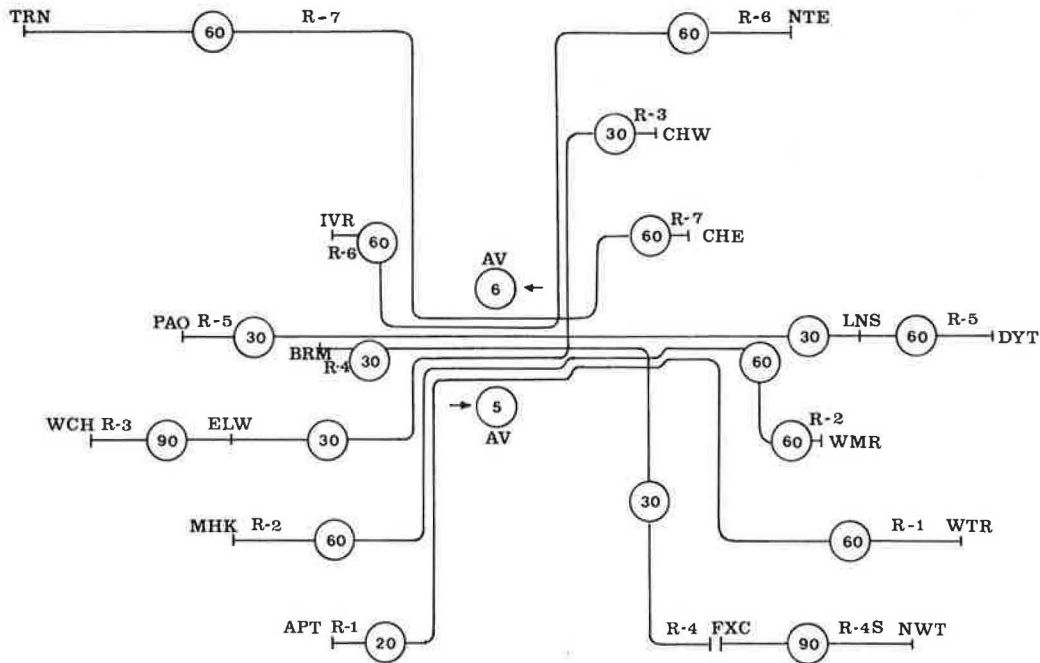 TRN 60 R-7 60 R-6 NTE
30 R-3 CHW
IVR 60 R-6
60 R-7 CHE
AV
6
PAO R-5 30 30 LNS 60 R-5 DYT
BRM R-4 30 60
5
AV
WCH R-3 90 ELW 30
60 R-2 WMR
30
MHK R-2 60 60 R-1 WTR
APT R-1 20 R-4 FXC 90 R-4S NWT